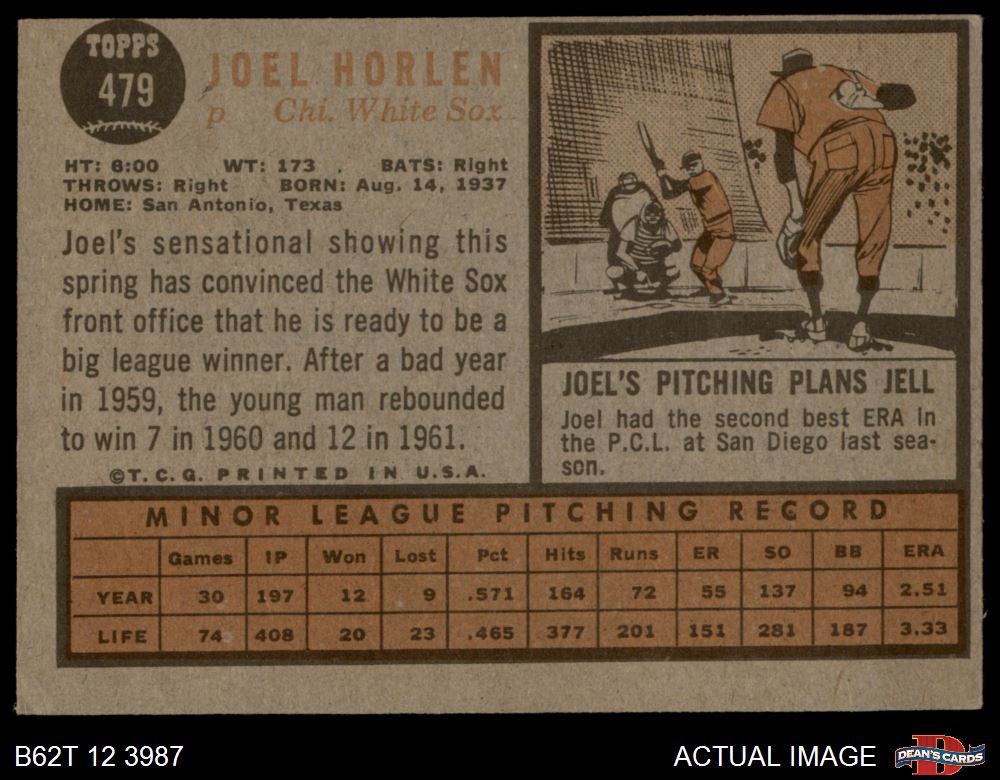 TOPPS
479
JOEL HORLEN
p Chi. White Sox
HT: 6:00 WT: 173 . BATS: Right
THROWS: Right BORN: Aug. 14, 1937
HOME: San Antonio, Texas
Joel's sensational showing this
spring has convinced the White Sox
front office that he is ready to be a
big league winner. After a bad year
in 1959, the young man rebounded
to win 7 in 1960 and 12 in 1961.
©T. C. G. PRINTED IN U.S.A.
JOEL'S PITCHING PLANS JELL
Joel had the second best ERA in
the P.C.L. at San Diego last sea-
son.
MINOR LEAGUE PITCHING RECORD
Games IP Won Lost Pct Hits Runs ER SO BB ERA
YEAR 30 197 12 9 .571 164 72 55 137 94 2.51
LIFE 74 408 20 23 .465 377 201 151 281 187 3.33
B62T 12 3987
ACTUAL IMAGE
D
DEAN'S CARDS